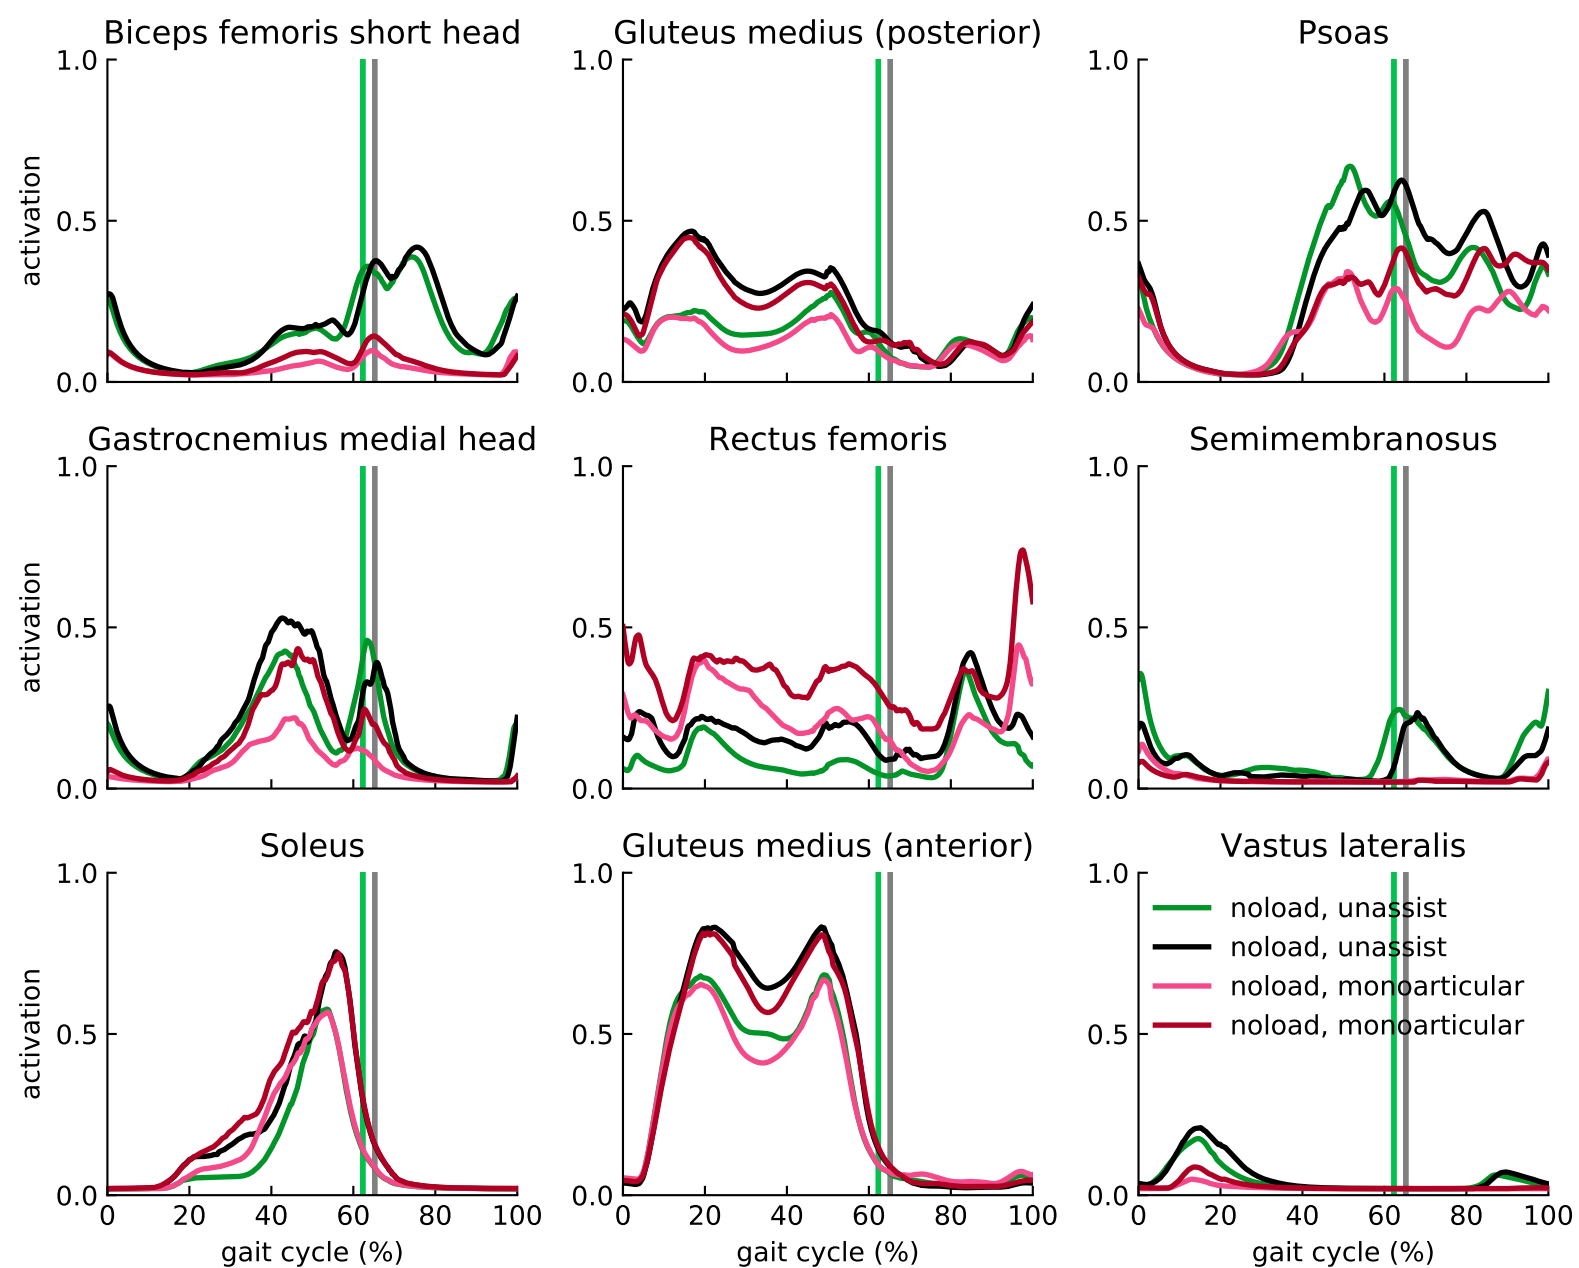 Biceps femoris short head
Gluteus medius (posterior)
Psoas
1.0
0.5
0.0
activation
1.0
0.5
0.0
1.0
0.5
0.0
Gastrocnemius medial head
Rectus femoris
Semimembranosus
1.0
0.5
0.0
activation
1.0
0.5
0.0
1.0
0.5
0.0
Soleus
Gluteus medius (anterior)
Vastus lateralis
1.0
0.5
0.0
activation
0 20 40 60 80 100
gait cycle (%)
1.0
0.5
0.0
0 20 40 60 80 100
gait cycle (%)
1.0
0.5
0.0
noload, unassist
noload, unassist
noload, monoarticular
noload, monoarticular
0 20 40 60 80 100
gait cycle (%)